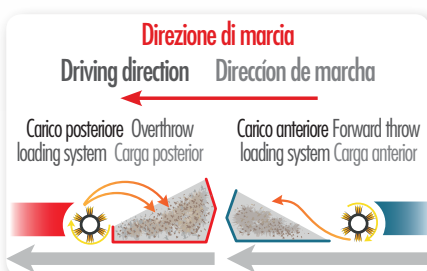 Direzione di marcia
Driving direction Direccíon de marcha
Carico posteriore Overthrow
loading system Carga posterior
Carico anteriore Forward throw
loading system Carga anterior